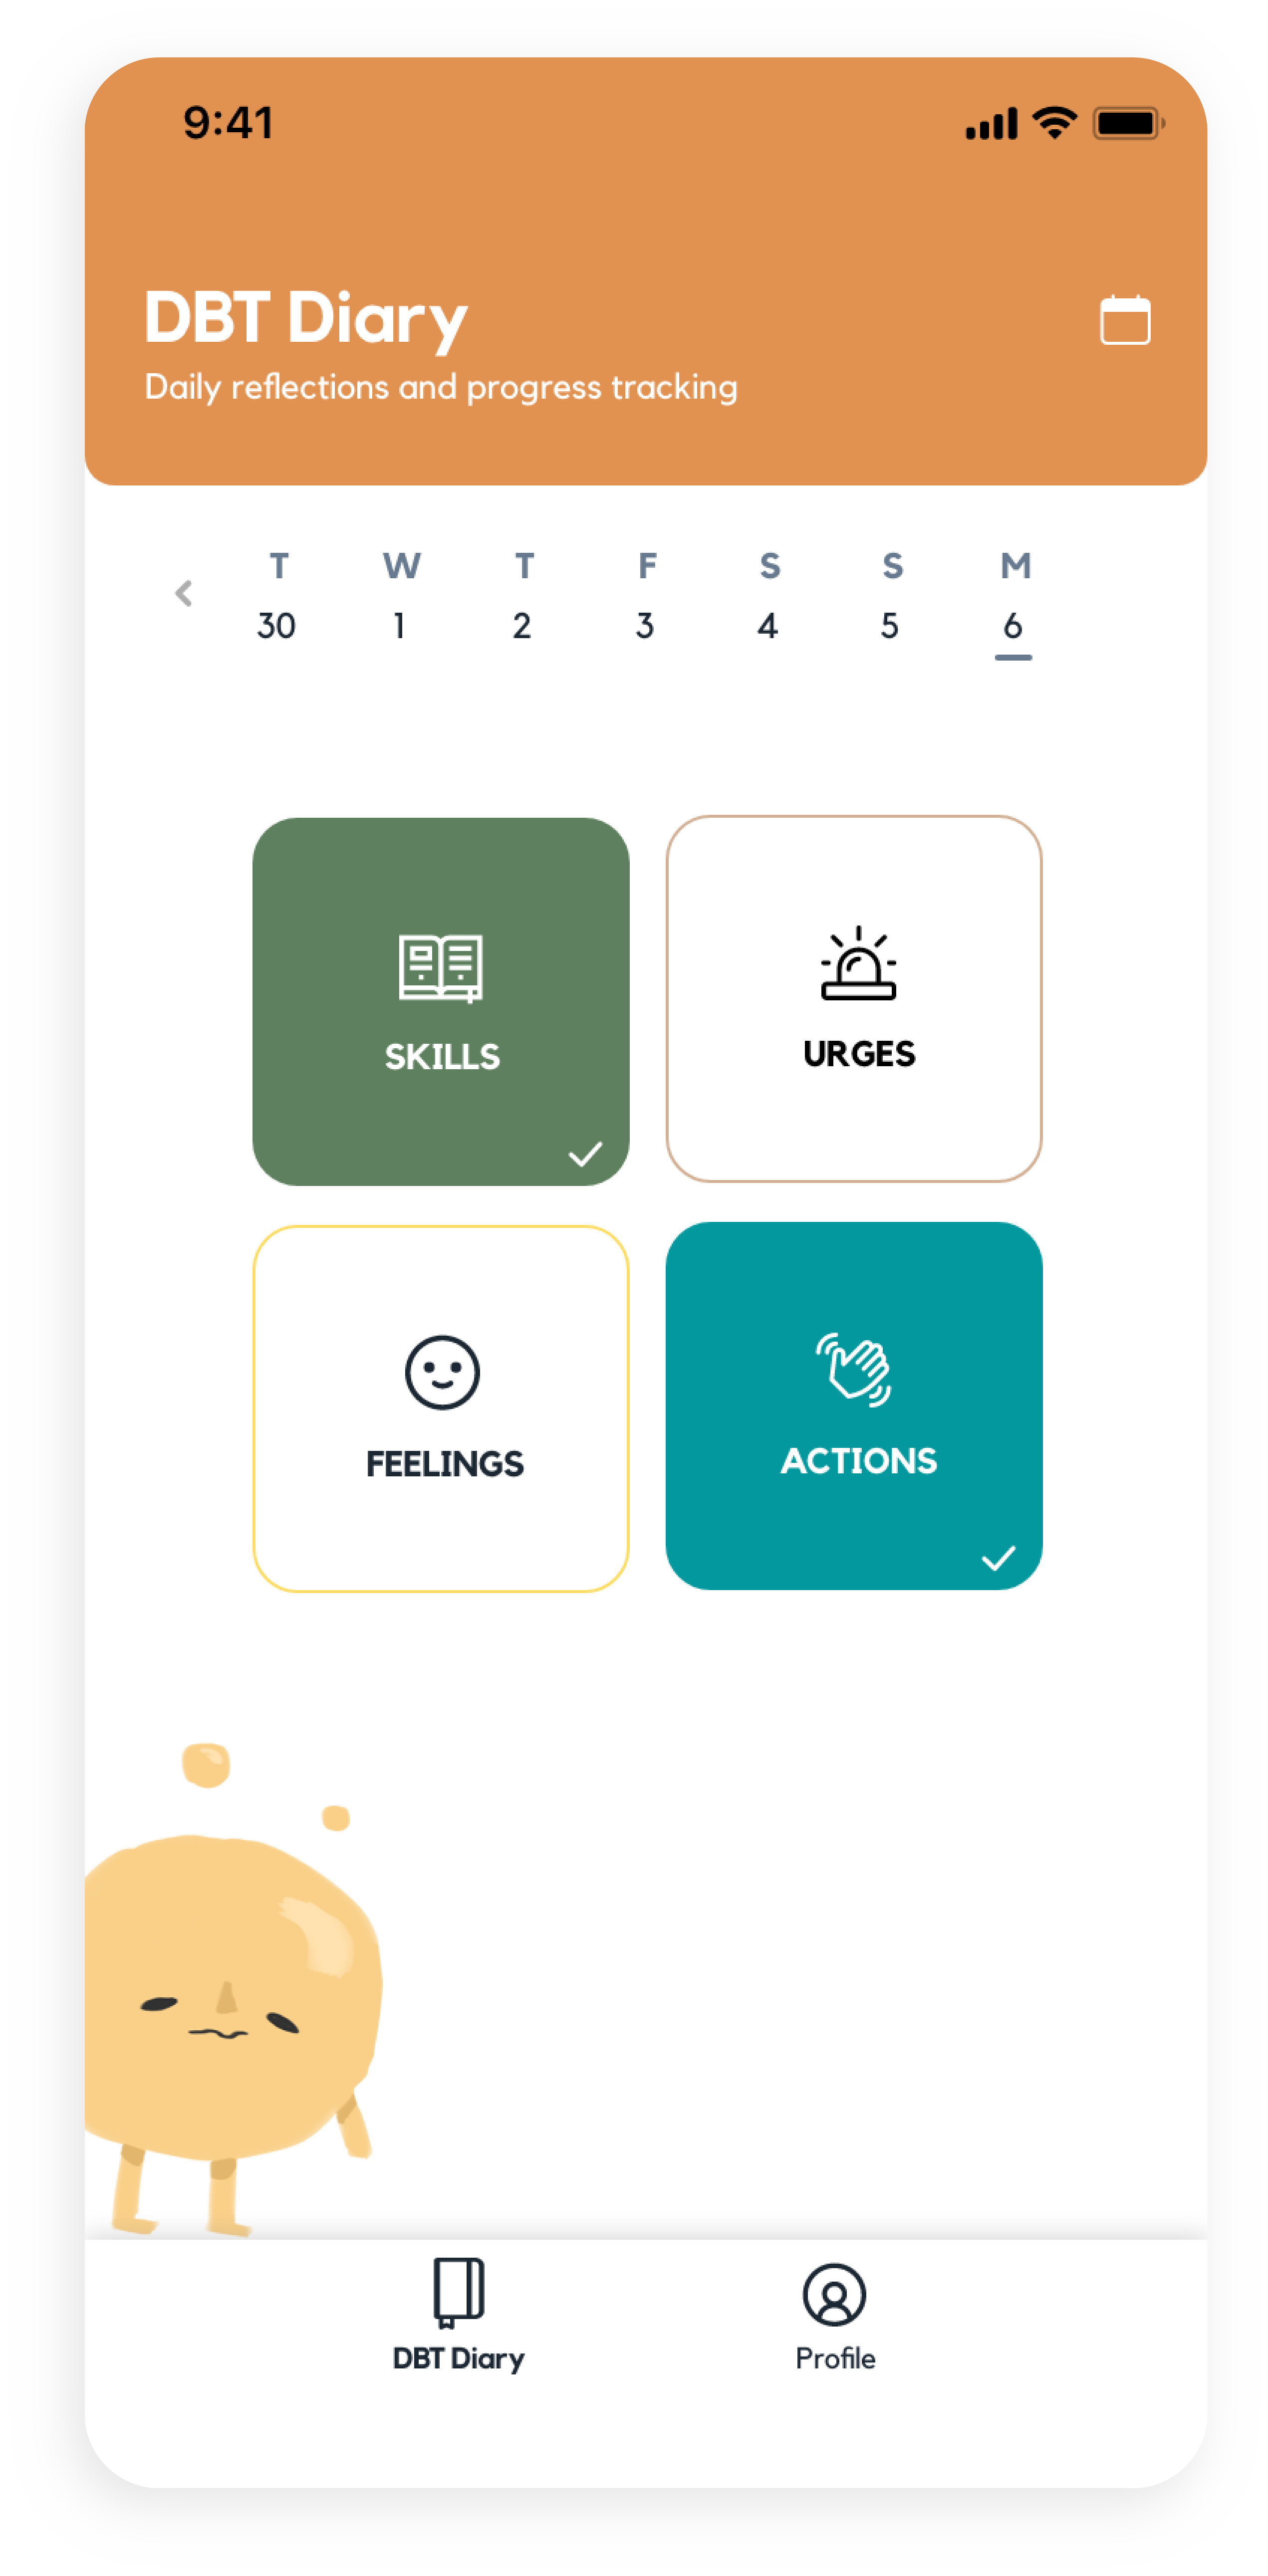 9:41
DBT Diary
Daily reflections and progress tracking
T W T F S S M
30 1 2 3 4 5 6
SKILLS URGES
FEELINGS ACTIONS
DBT Diary Profile